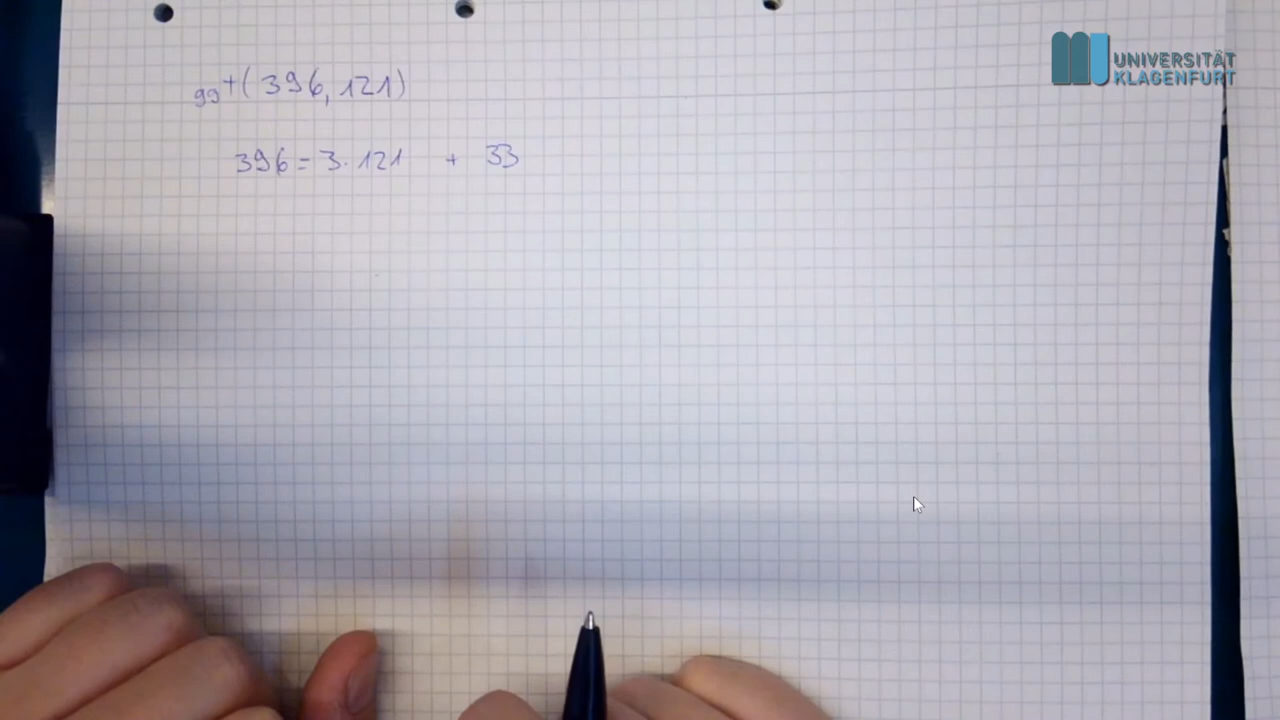 ggT(396,121)
396=3·121 + 33
UNIVERSITÄT
KLAGENFURT